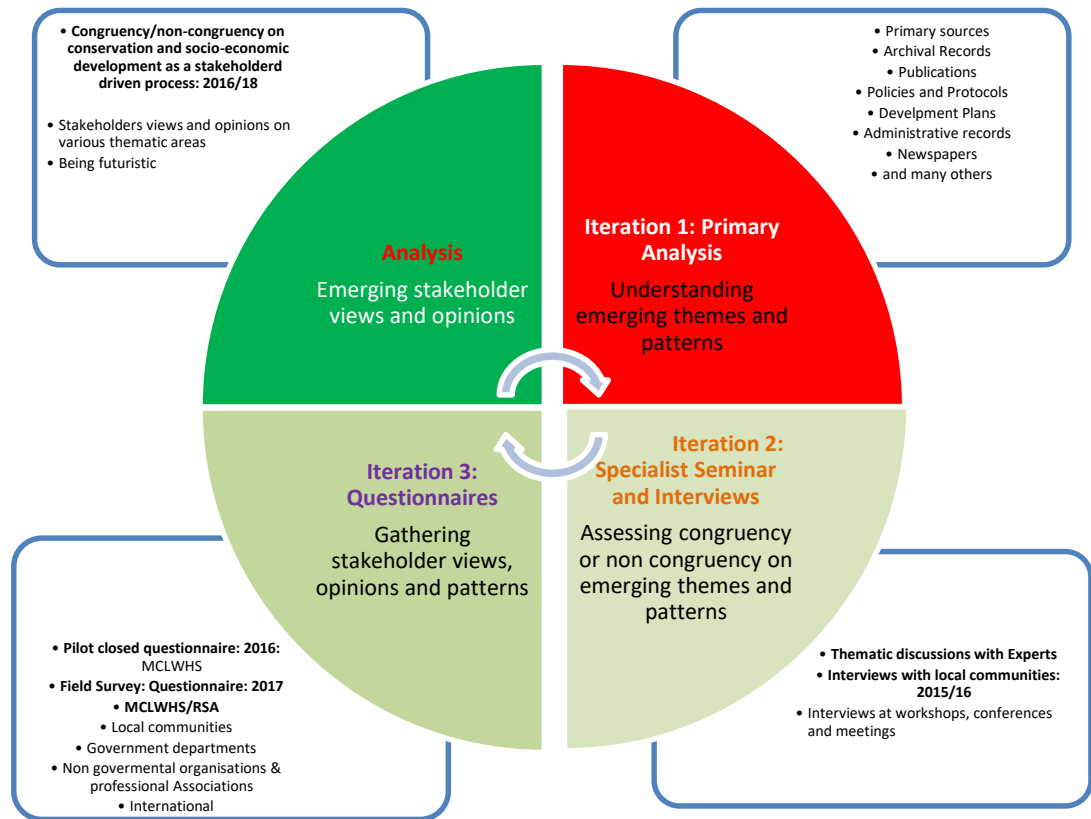 • Congruency/non-congruency on
conservation and socio-economic
development as a stakeholderd
driven process: 2016/18
• Stakeholders views and opinions on
various thematic areas
• Being futuristic
• Primary sources
• Archival Records
• Publications
• Policies and Protocols
• Develpment Plans
• Administrative records
• Newspapers
• and many others
Analysis
Emerging stakeholder
views and opinions
Iteration 1: Primary
Analysis
Understanding
emerging themes and
patterns
Iteration 3:
Questionnaires
Gathering
stakeholder views,
opinions and patterns
Iteration 2:
Specialist Seminar
and Interviews
Assessing congruency
or non congruency on
emerging themes and
patterns
• Pilot closed questionnaire: 2016:
MCLWHS
• Field Survey: Questionnaire: 2017
• MCLWHS/RSA
• Local communities
• Government departments
• Non govermental organisations &
professional Associations
• International
• Thematic discussions with Experts
• Interviews with local communities:
2015/16
• Interviews at workshops, conferences
and meetings